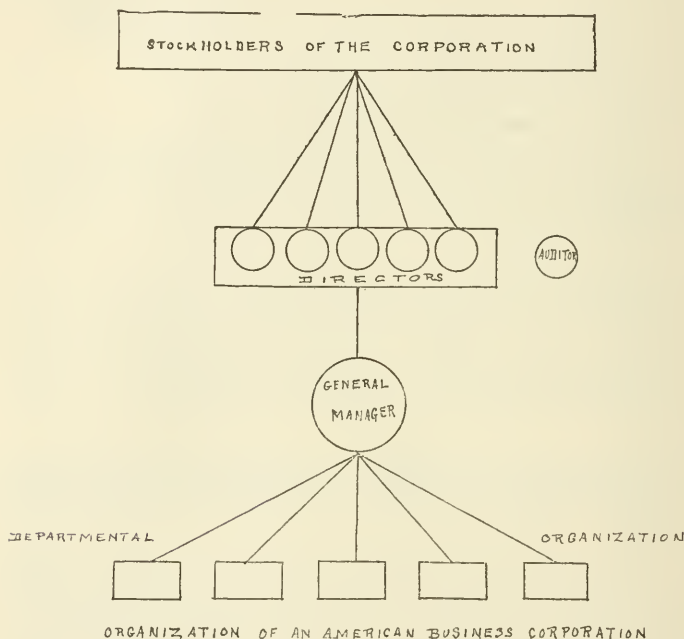 STOCKHOLDERS OF THE CORPORATION
DIRECTORS
AUDITOR
GENERAL
MANAGER
DEPARTMENTAL ORGANIZATION
ORGANIZATION OF AN AMERICAN BUSINESS CORPORATION